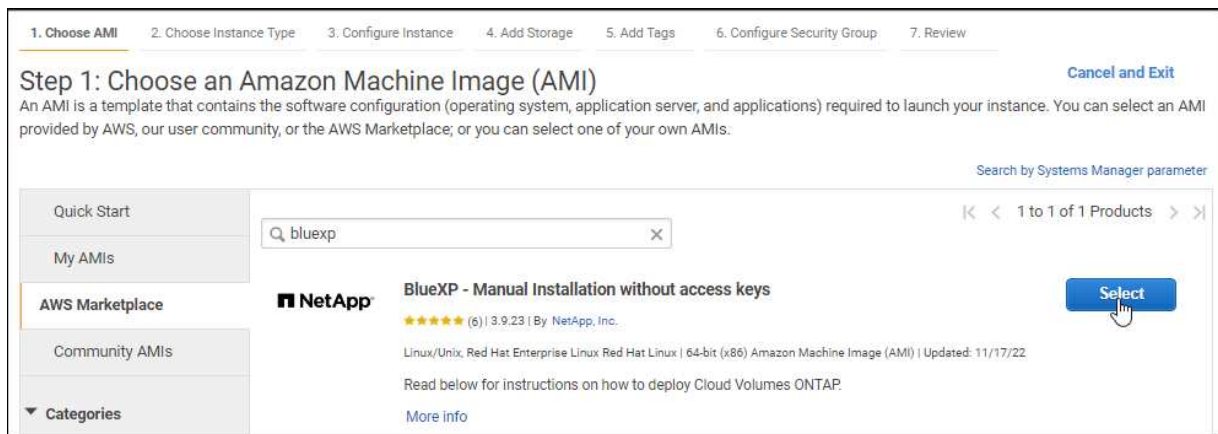 1. Choose AMI 2. Choose Instance Type 3. Configure Instance 4. Add Storage 5. Add Tags 6. Configure Security Group 7. Review
Step 1: Choose an Amazon Machine Image (AMI)
Cancel and Exit
An AMI is a template that contains the software configuration (operating system, application server, and applications) required to launch your instance. You can select an AMI
provided by AWS, our user community, or the AWS Marketplace; or you can select one of your own AMIs.
Search by Systems Manager parameter
Quick Start
My AMIs
AWS Marketplace
Community AMIs
Categories
1 to 1 of 1 Products
bluexp
NetApp
BlueXP - Manual Installation without access keys
(6) | 3.9.23 | By NetApp, Inc.
Linux/Unix, Red Hat Enterprise Linux Red Hat Linux | 64-bit (x86) Amazon Machine Image (AMI) | Updated: 11/17/22
Read below for instructions on how to deploy Cloud Volumes ONTAP.
More info
Select